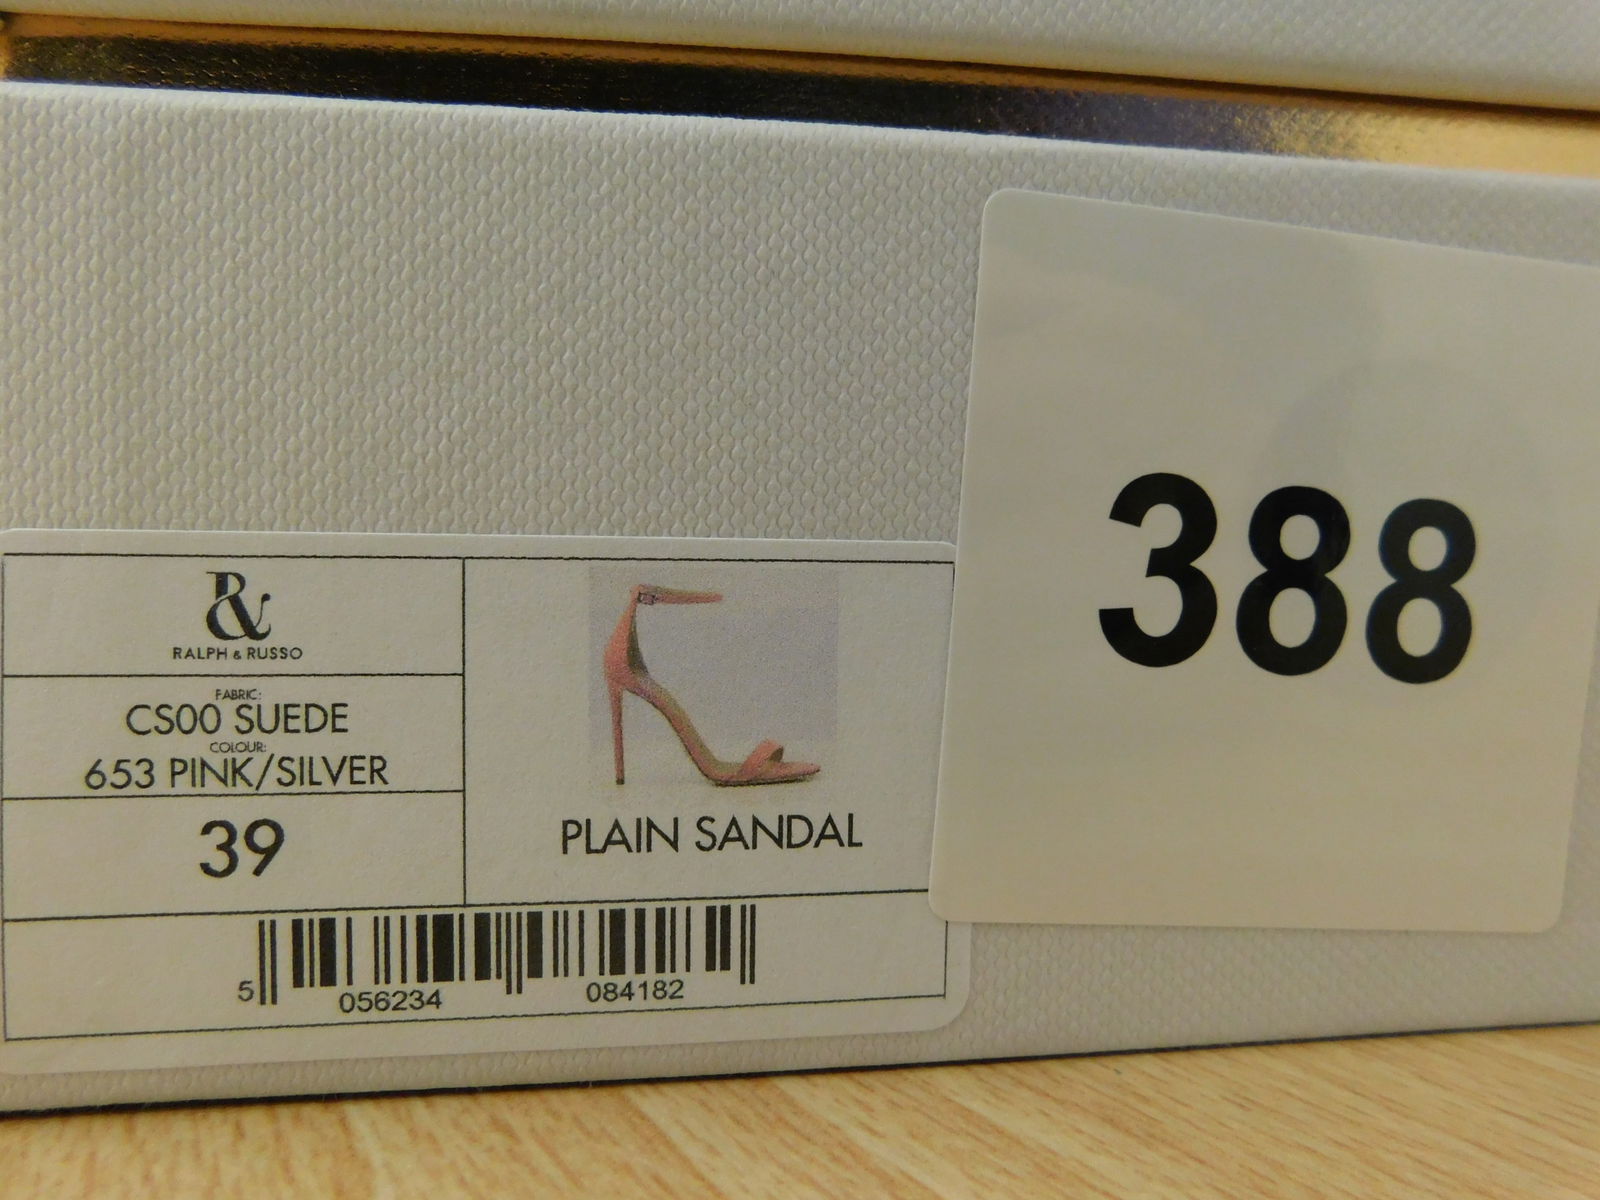 RALPH & RUSSO
FABRIC:
CS00 SUEDE
COLOUR:
653 PINK/SILVER
39
PLAIN SANDAL
5 056234 084182
388